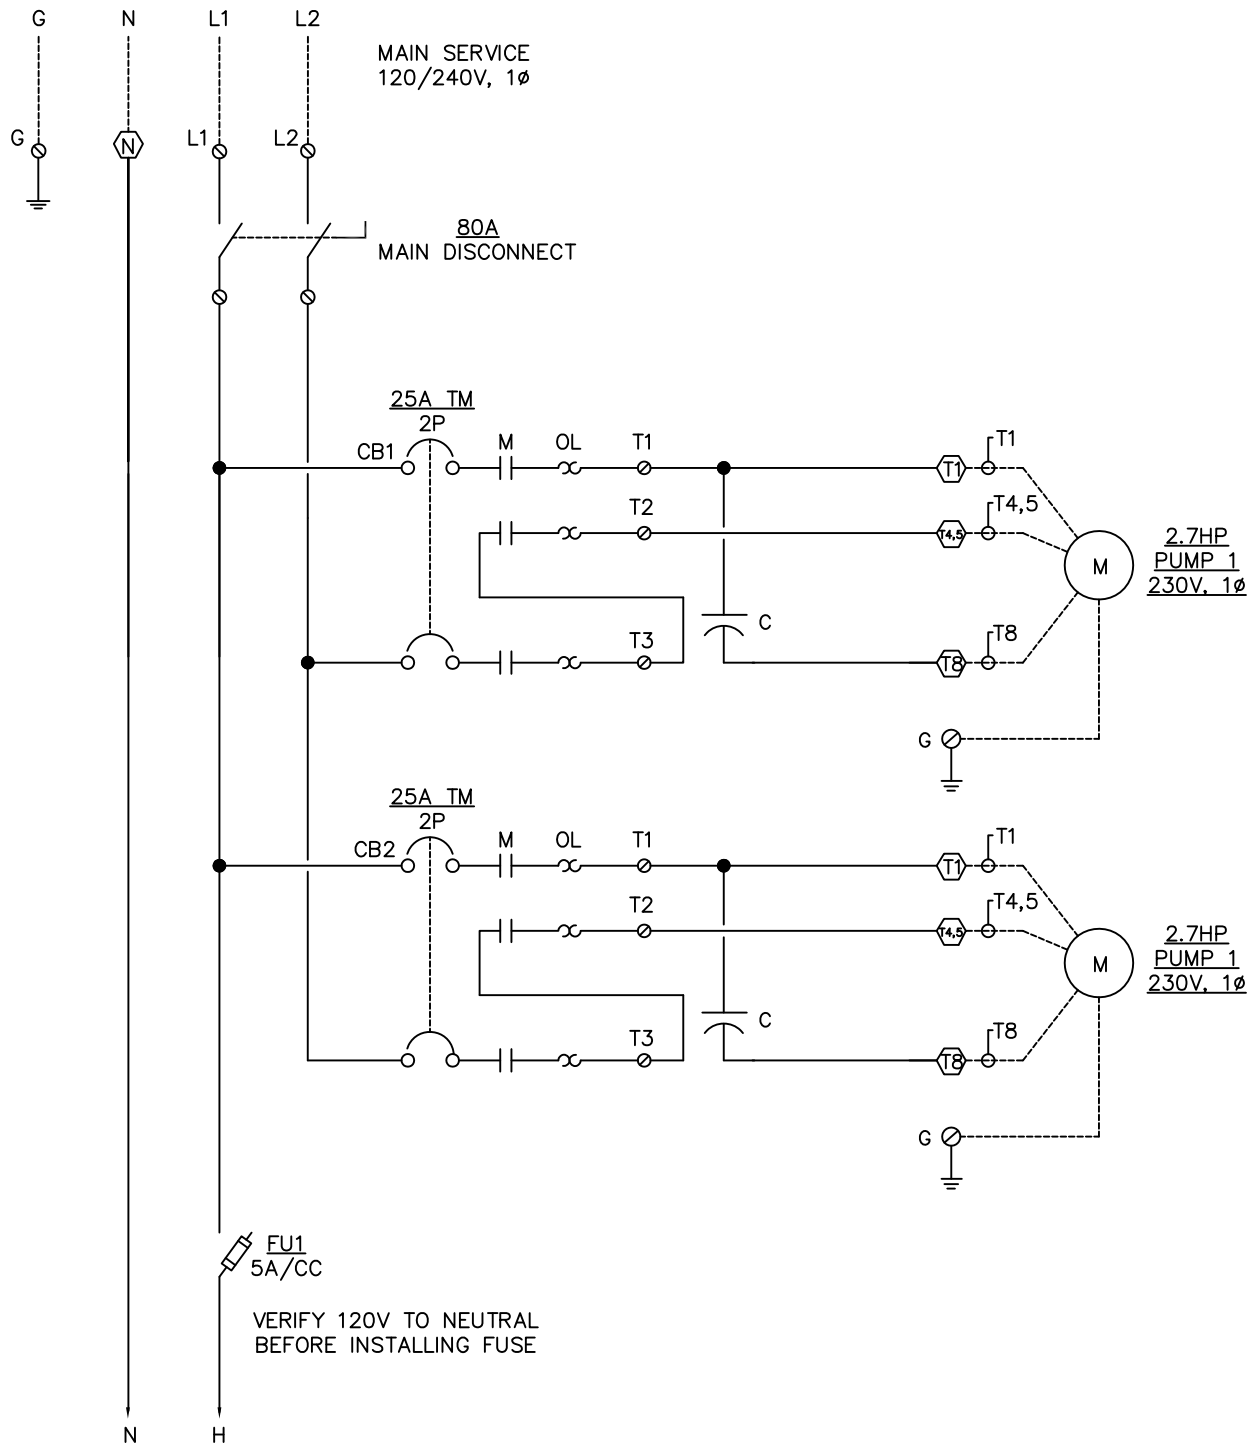 G N L1 L2
MAIN SERVICE
120/240V, 1ø
G N L1 L2
80A
MAIN DISCONNECT
25A TM
2P
CB1 M OL T1 T1 T1
T2 T4,5 T4,5
2.7HP
PUMP 1
230V, 1ø
M
C
T3 T8 T8
G
25A TM
2P
CB2 M OL T1 T1 T1
T2 T4,5 T4,5
2.7HP
PUMP 1
230V, 1ø
M
C
T3 T8 T8
G
FU1
5A/CC
VERIFY 120V TO NEUTRAL
BEFORE INSTALLING FUSE
N H